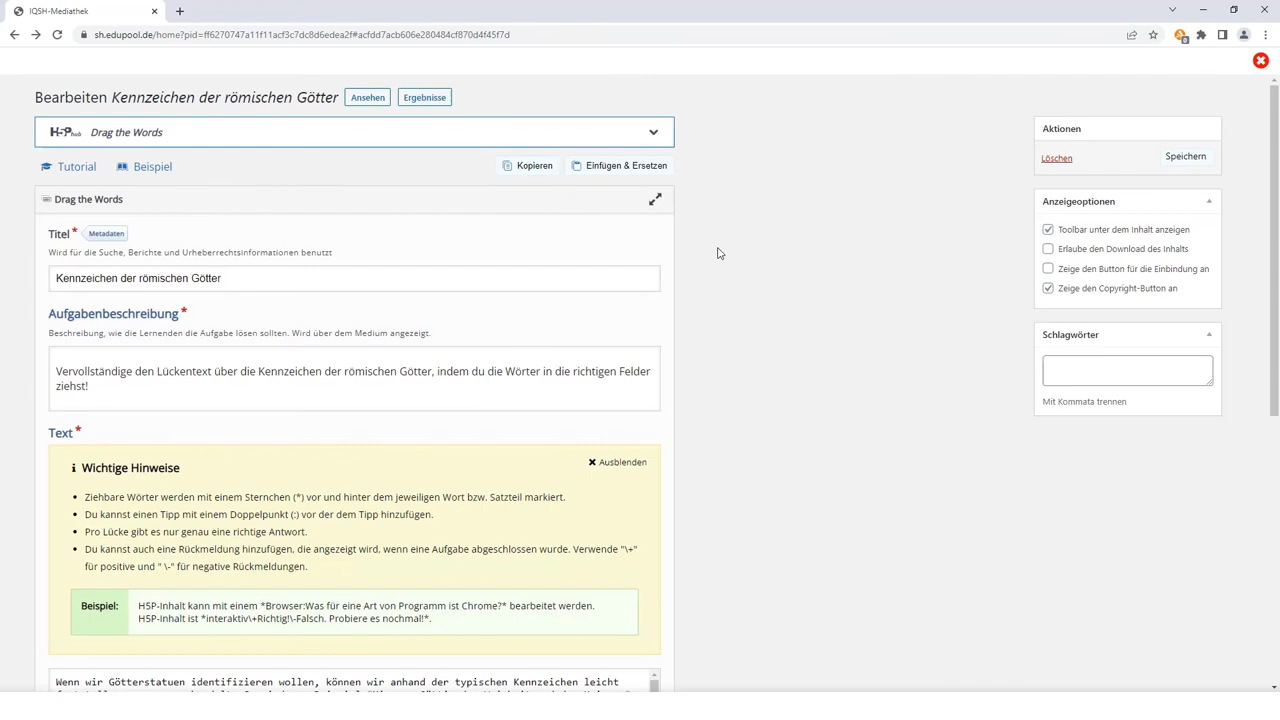 IQSH-Mediathek
sh.edupool.de/home?pid=ff6270747a11f11acf3c7dc8d6edea2f#acfdd7acb606e280484cf870d4f45f7d
Bearbeiten Kennzeichen der römischen Götter
Ansehen
Ergebnisse
H5P hub Drag the Words
Tutorial
Beispiel
Kopieren
Einfügen & Ersetzen
Drag the Words
Titel*
Metadaten
Wird für die Suche, Berichte und Urheberrechtsinformationen benutzt
Kennzeichen der römischen Götter
Aufgabenbeschreibung *
Beschreibung, wie die Lernenden die Aufgabe lösen sollten. Wird über dem Medium angezeigt.
Vervollständige den Lückentext über die Kennzeichen der römischen Götter, indem du die Wörter in die richtigen Felder
ziehst!
Text *
Wichtige Hinweise
Ausblenden
Ziehbare Wörter werden mit einem Sternchen (*) vor und hinter dem jeweiligen Wort bzw. Satzteil markiert.
Du kannst einen Tipp mit einem Doppelpunkt (:) vor der dem Tipp hinzufügen.
Pro Lücke gibt es nur genau eine richtige Antwort.
Du kannst auch eine Rückmeldung hinzufügen, die angezeigt wird, wenn eine Aufgabe abgeschlossen wurde. Verwende "\+"
für positive und " \-" für negative Rückmeldungen.
Beispiel:
H5P-Inhalt kann mit einem *Browser:Was für eine Art von Programm ist Chrome?* bearbeitet werden.
H5P-Inhalt ist *interaktiv\+Richtig!\-Falsch. Probiere es nochmal!*.
Wenn wir Götterstatuen identifizieren wollen, können wir anhand der typischen Kennzeichen leicht
Aktionen
Löschen
Speichern
Anzeigeoptionen
Toolbar unter dem Inhalt anzeigen
Erlaube den Download des Inhalts
Zeige den Button für die Einbindung an
Zeige den Copyright-Button an
Schlagwörter
Mit Kommata trennen